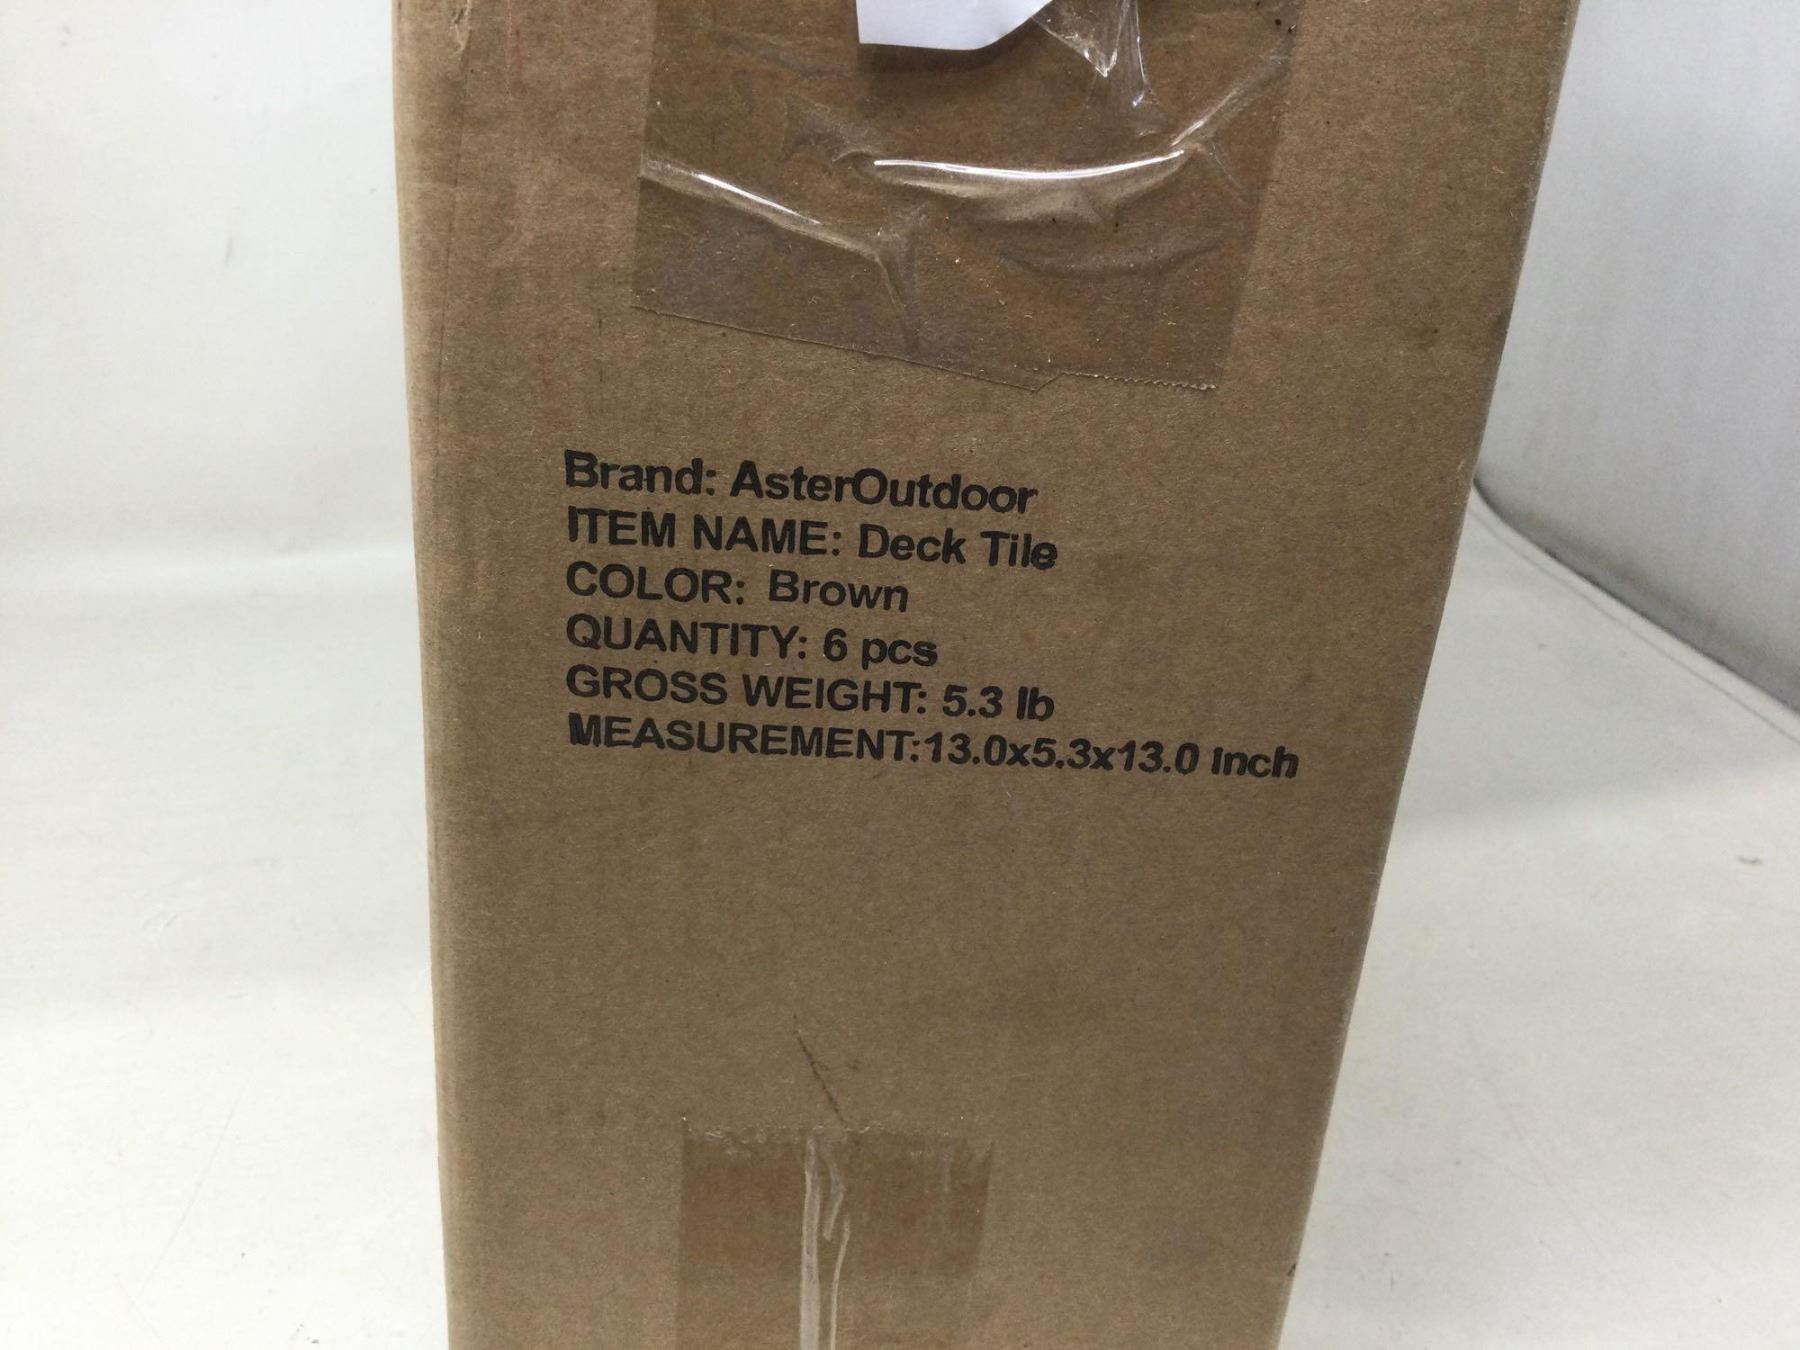 Brand: AsterOutdoor
ITEM NAME: Deck Tile
COLOR: Brown
QUANTITY: 6 pcs
GROSS WEIGHT: 5.3 lb
MEASUREMENT:13.0x5.3x13.0 Inch